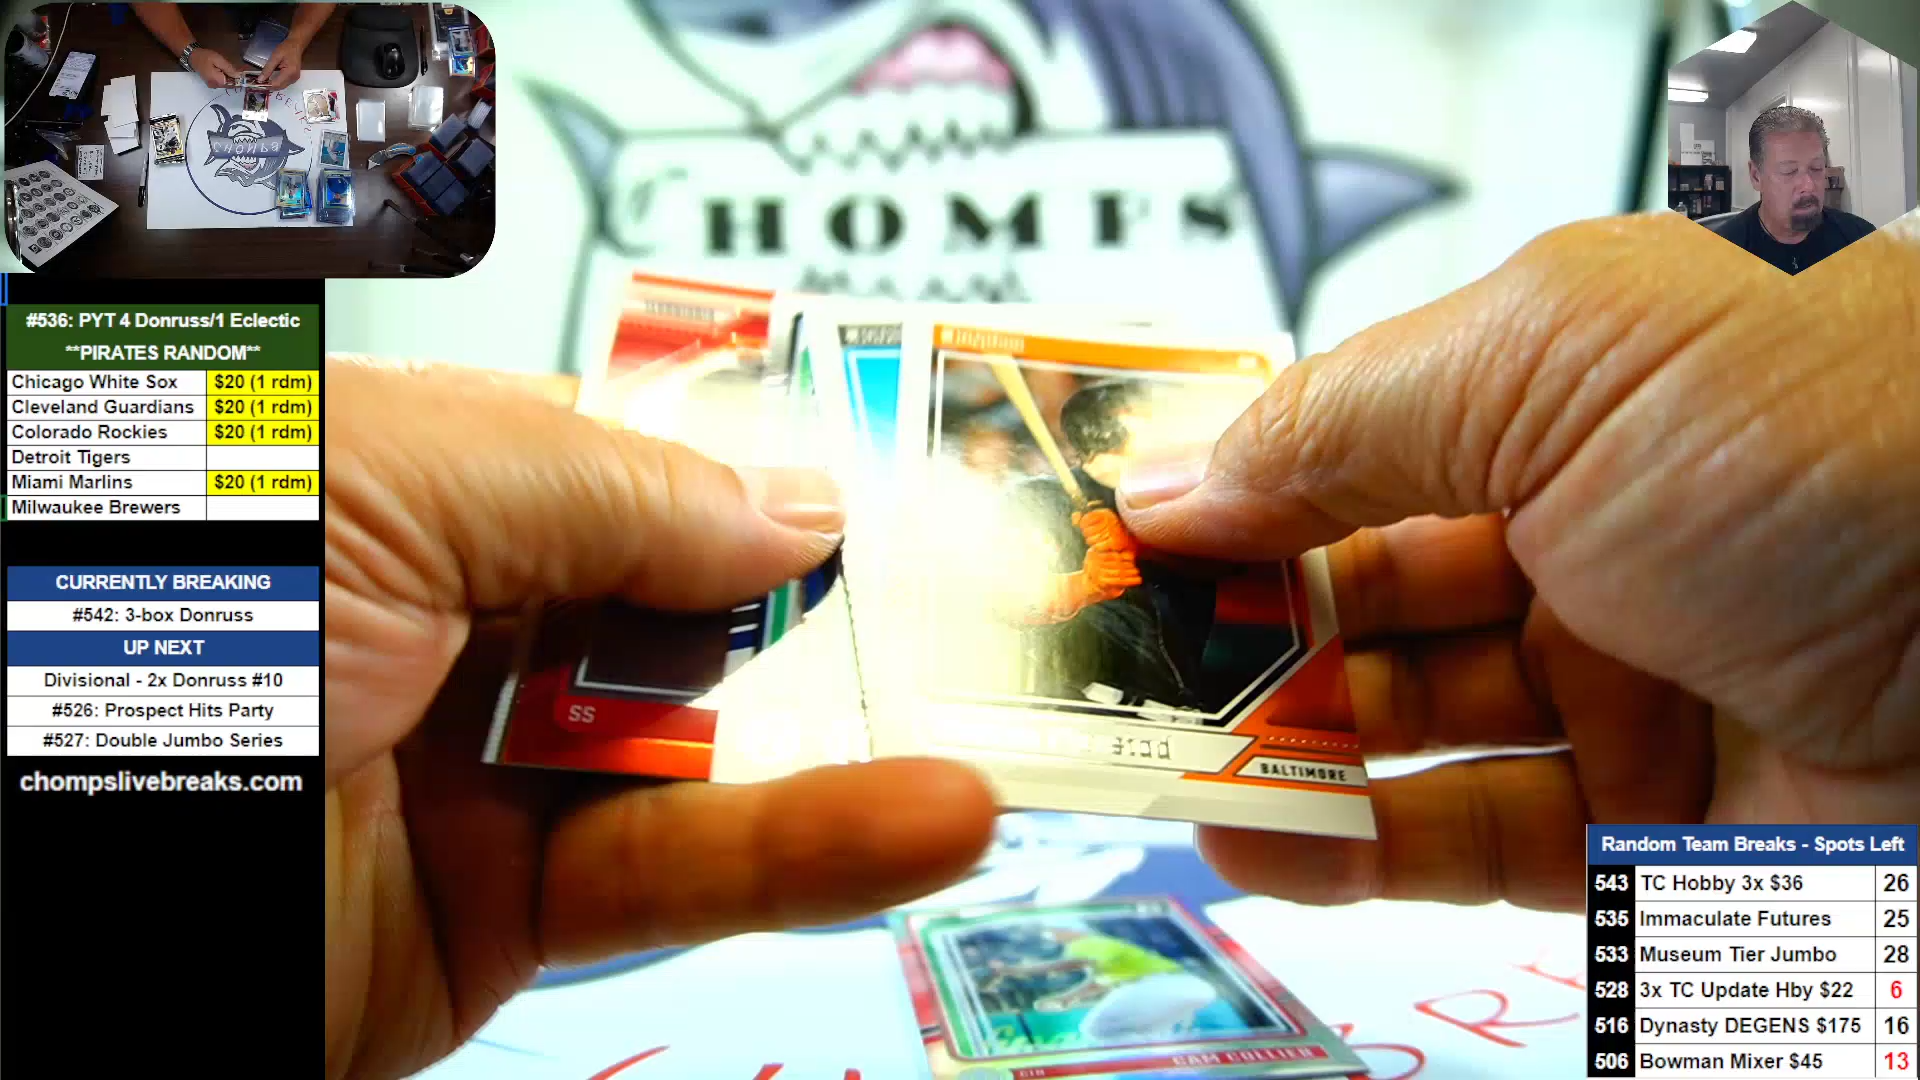 CHOMPS
#536: PYT 4 Donruss/1 Eclectic
**PIRATES RANDOM**
Chicago White Sox $20 (1 rdm)
Cleveland Guardians $20 (1 rdm)
Colorado Rockies $20 (1 rdm)
Detroit Tigers
Miami Marlins $20 (1 rdm)
Milwaukee Brewers
CURRENTLY BREAKING
#542: 3-box Donruss
UP NEXT
Divisional - 2x Donruss #10
#526: Prospect Hits Party
#527: Double Jumbo Series
chompslivebreaks.com
SS
BALTIMORE
CAM COLLIER
CIN
Random Team Breaks - Spots Left
543 TC Hobby 3x $36 26
535 Immaculate Futures 25
533 Museum Tier Jumbo 28
528 3x TC Update Hby $22 6
516 Dynasty DEGENS $175 16
506 Bowman Mixer $45 13